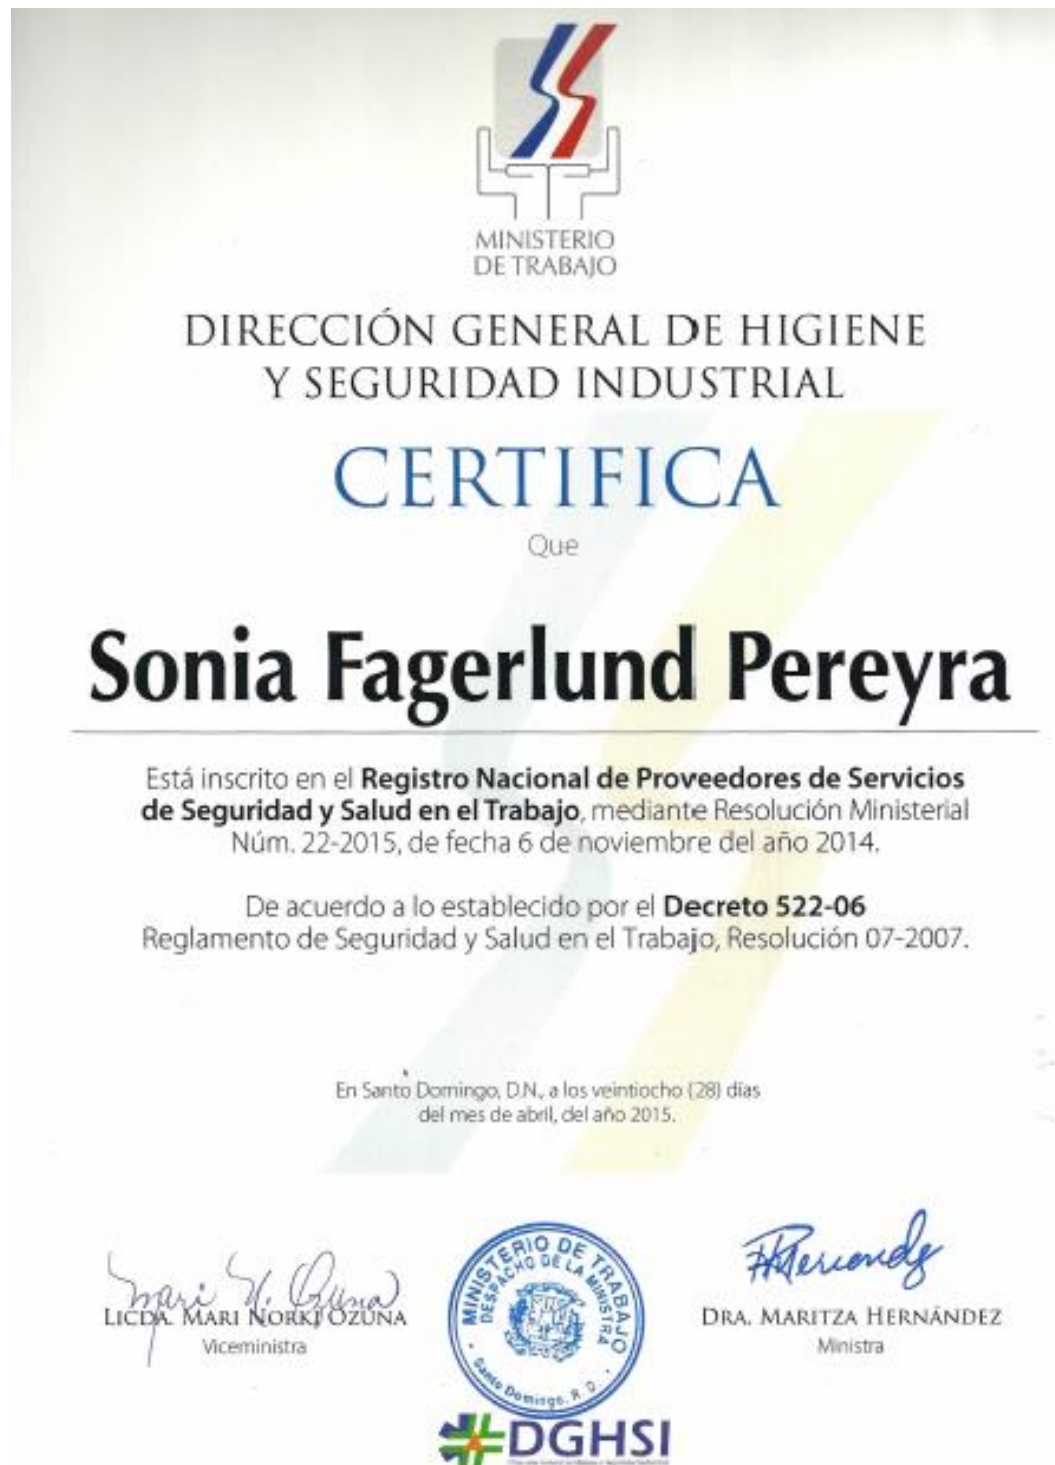 MINISTERIO
DE TRABAJO
DIRECCIÓN GENERAL DE HIGIENE
Y SEGURIDAD INDUSTRIAL
CERTIFICA
Que
Sonia Fagerlund Pereyra
Está inscrito en el Registro Nacional de Proveedores de Servicios
de Seguridad y Salud en el Trabajo, mediante Resolución Ministerial
Núm. 22-2015, de fecha 6 de noviembre del año 2014.
De acuerdo a lo establecido por el Decreto 522-06
Reglamento de Seguridad y Salud en el Trabajo, Resolución 07-2007.
En Santo Domingo, D.N., a los veintiocho (28) días
del mes de abril, del año 2015.
Mari N. Ozuna
LICDA. MARI NORKI OZUNA
Viceministra
MINISTERIO DE TRABAJO
DESPACHO DE LA MINISTRA
Santo Domingo, R. D.
DRA. MARITZA HERNÁNDEZ
Ministra
DGHSI